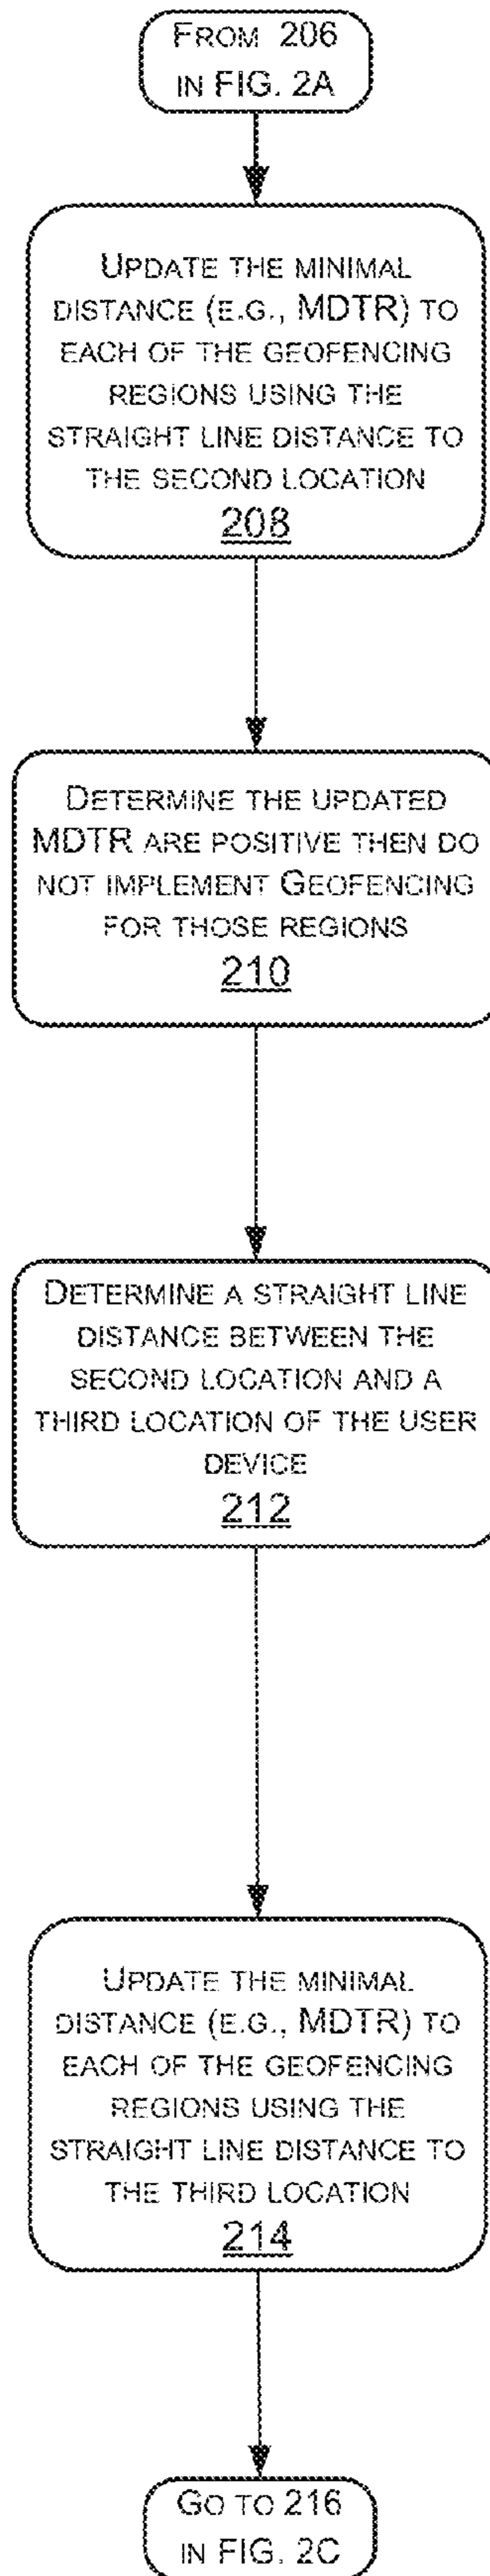 FROM 206
IN FIG. 2A
UPDATE THE MINIMAL
DISTANCE (E.G., MDTR) TO
EACH OF THE GEOFENCING
REGIONS USING THE
STRAIGHT LINE DISTANCE TO
THE SECOND LOCATION
208
DETERMINE THE UPDATED
MDTR ARE POSITIVE THEN DO
NOT IMPLEMENT GEOFENCING
FOR THOSE REGIONS
210
DETERMINE A STRAIGHT LINE
DISTANCE BETWEEN THE
SECOND LOCATION AND A
THIRD LOCATION OF THE USER
DEVICE
212
UPDATE THE MINIMAL
DISTANCE (E.G., MDTR) TO
EACH OF THE GEOFENCING
REGIONS USING THE
STRAIGHT LINE DISTANCE TO
THE THIRD LOCATION
214
GO TO 216
IN FIG. 2C